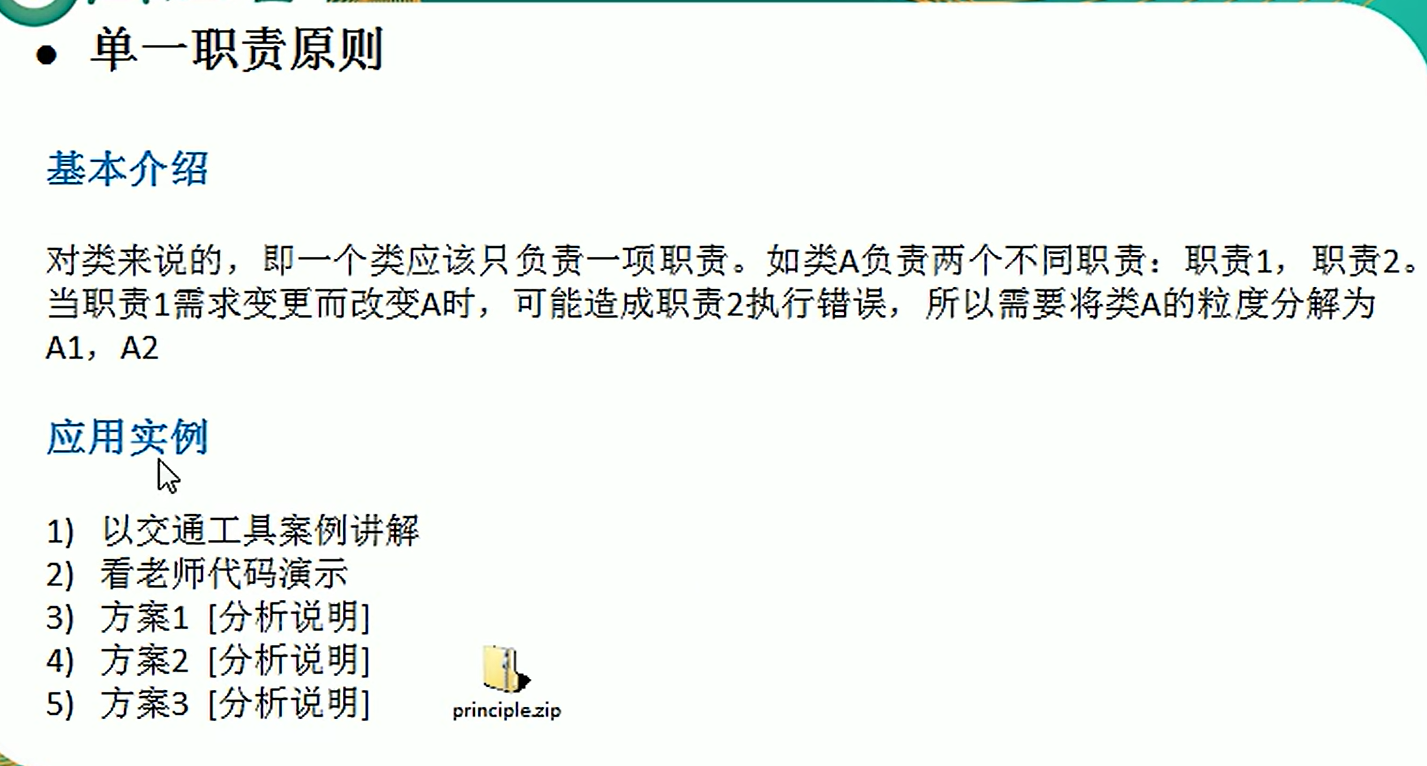 ● 单一职责原则
基本介绍
对类来说的，即一个类应该只负责一项职责。如类A负责两个不同职责：职责1，职责2。
当职责1需求变更而改变A时，可能造成职责2执行错误，所以需要将类A的粒度分解为
A1，A2
应用实例
1) 以交通工具案例讲解
2) 看老师代码演示
3) 方案1 [分析说明]
4) 方案2 [分析说明]
5) 方案3 [分析说明]
principle.zip